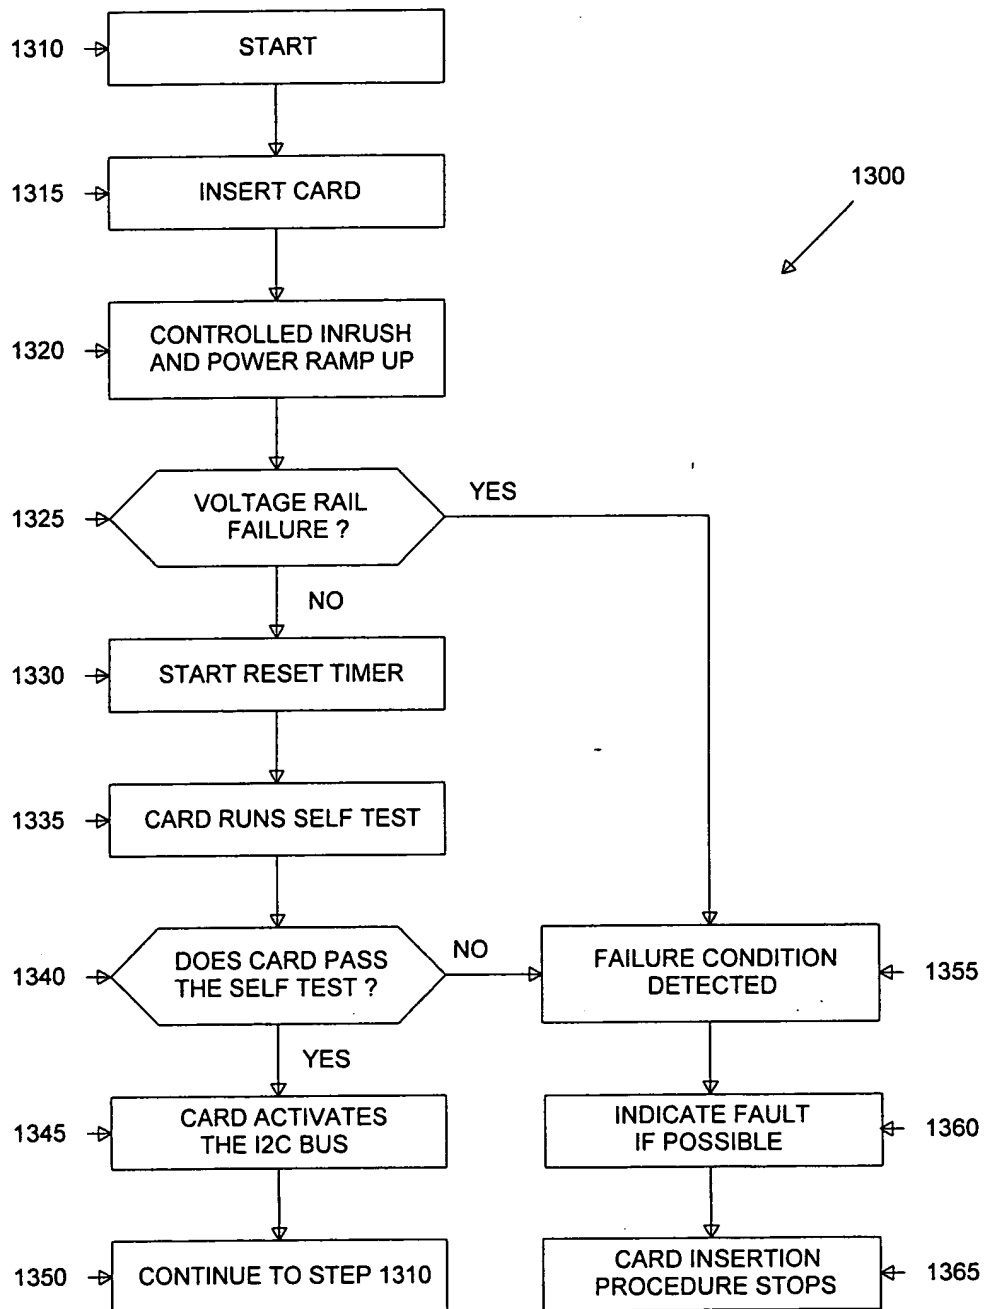 1310
START
1315
INSERT CARD
1300
1320
CONTROLLED INRUSH
AND POWER RAMP UP
1325
VOLTAGE RAIL
FAILURE ?
YES
NO
1330
START RESET TIMER
1335
CARD RUNS SELF TEST
1340
DOES CARD PASS
THE SELF TEST ?
NO
FAILURE CONDITION
DETECTED
1355
YES
1345
CARD ACTIVATES
THE I2C BUS
INDICATE FAULT
IF POSSIBLE
1360
1350
CONTINUE TO STEP 1310
CARD INSERTION
PROCEDURE STOPS
1365